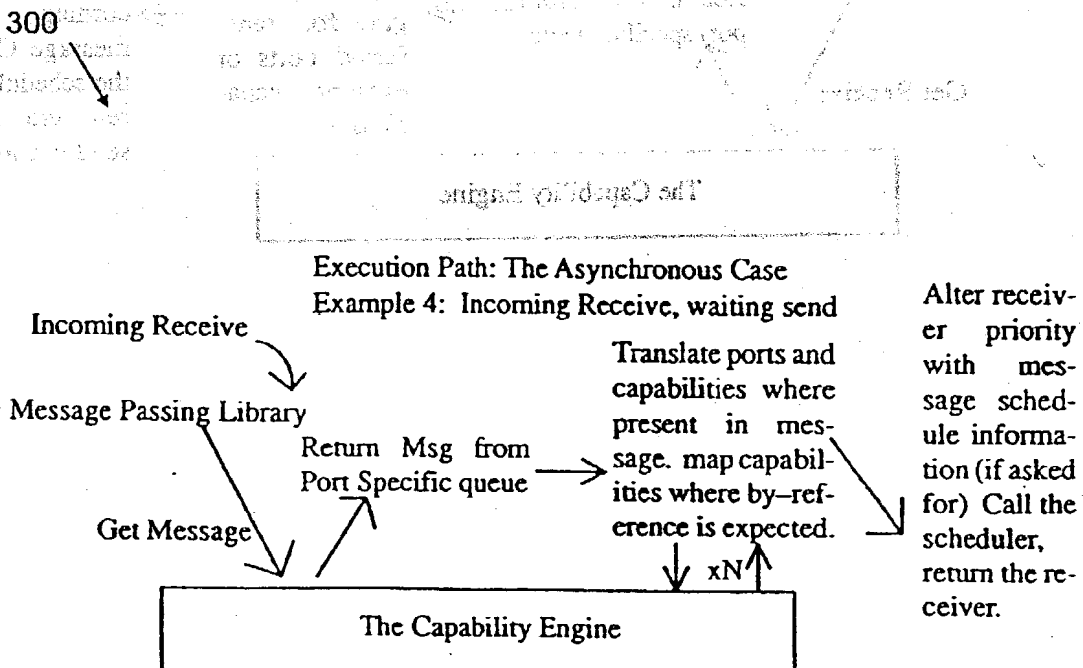 300
The Capability Engine
Execution Path: The Asynchronous Case
Example 4: Incoming Receive, waiting send
Incoming Receive
Message Passing Library
Get Message
Return Msg from
Port Specific queue
Translate ports and
capabilities where
present in mes-
sage. map capabil-
ities where by–ref-
erence is expected.
xN
Alter receiv-
er priority
with mes-
sage sched-
ule informa-
tion (if asked
for) Call the
scheduler,
return the re-
ceiver.
The Capability Engine